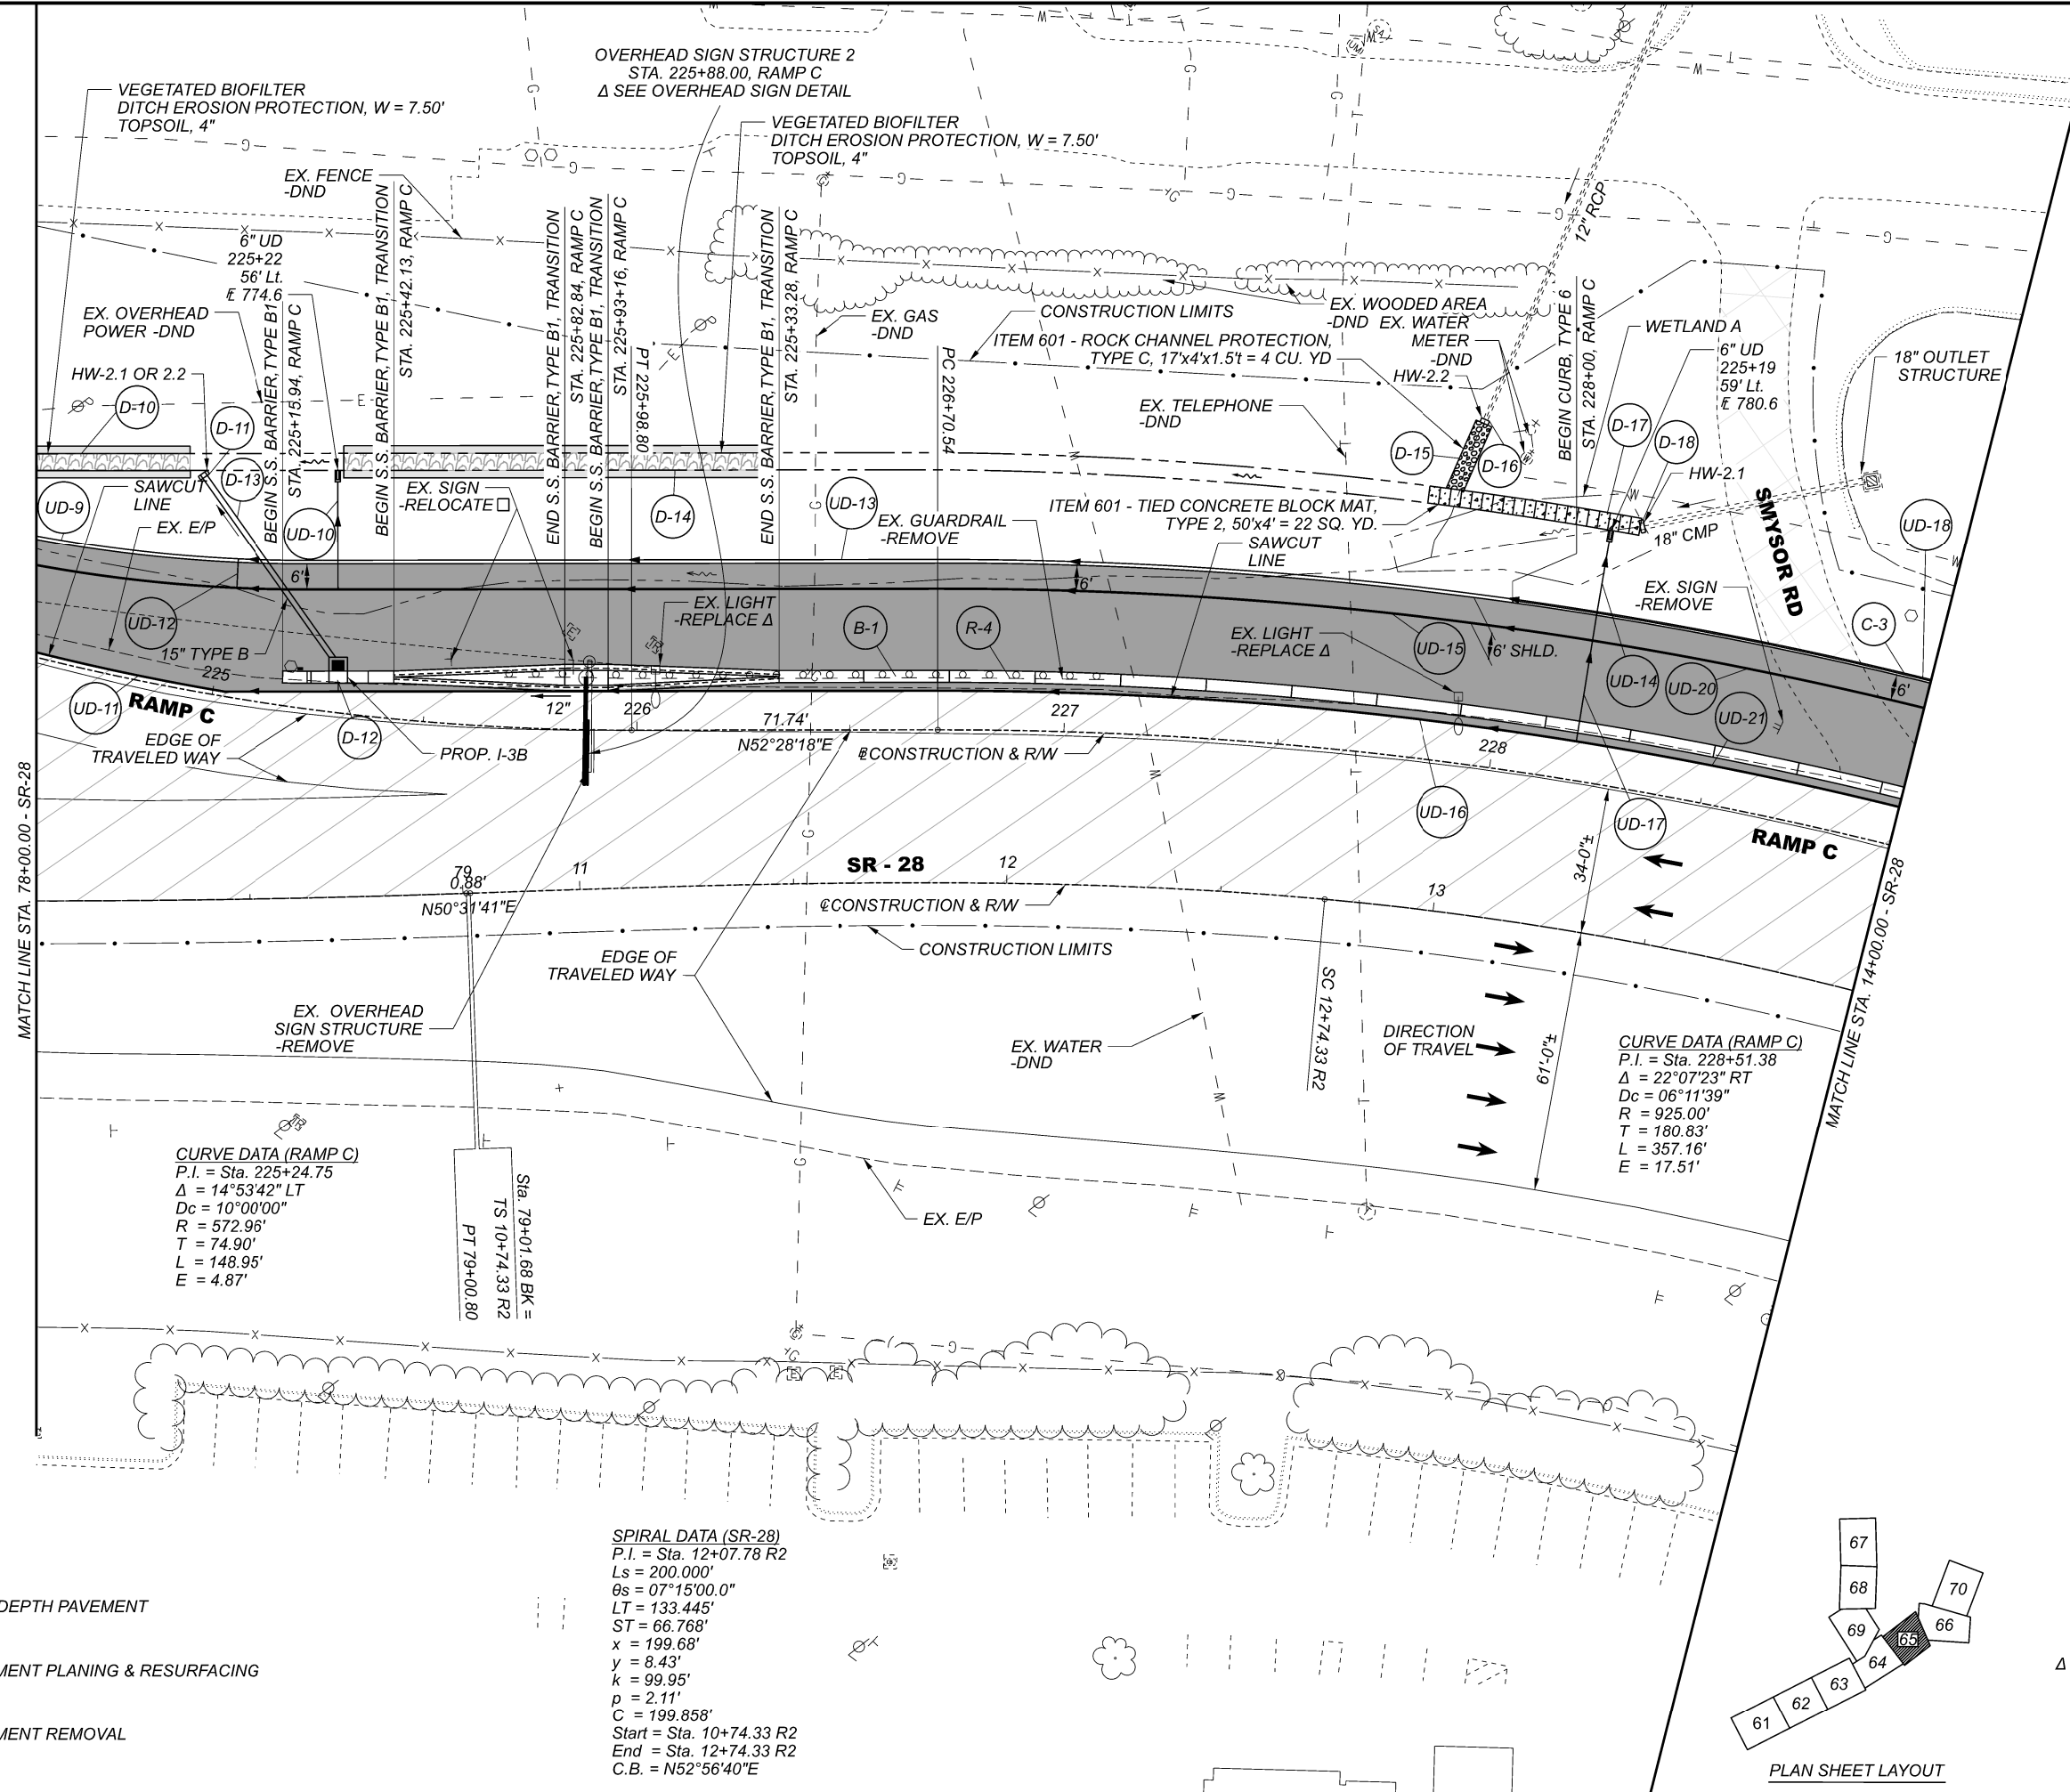 OVERHEAD SIGN STRUCTURE 2
STA. 225+88.00, RAMP C
Δ SEE OVERHEAD SIGN DETAIL
VEGETATED BIOFILTER
DITCH EROSION PROTECTION, W = 7.50'
TOPSOIL, 4"
VEGETATED BIOFILTER
DITCH EROSION PROTECTION, W = 7.50'
TOPSOIL, 4"
EX. FENCE
-DND
6" UD
225+22
56' Lt.
FL 774.6
EX. OVERHEAD
POWER -DND
HW-2.1 OR 2.2
D-10
D-11
D-13
BEGIN S.S. BARRIER, TYPE B1
STA. 225+15.94, RAMP C
BEGIN S.S. BARRIER, TYPE B1, TRANSITION
STA. 225+42.13, RAMP C
END S.S. BARRIER, TYPE B1, TRANSITION
STA. 225+82.84, RAMP C
BEGIN S.S. BARRIER, TYPE B1, TRANSITION
STA. 225+93+16, RAMP C
PT 225+98.80
END S.S. BARRIER, TYPE B1, TRANSITION
STA. 225+33.28, RAMP C
EX. GAS
-DND
PC 226+70.54
CONSTRUCTION LIMITS
EX. WOODED AREA
-DND
EX. WATER
METER
-DND
ITEM 601 - ROCK CHANNEL PROTECTION,
TYPE C, 17'x4'x1.5't = 4 CU. YD
HW-2.2
12" RCP
BEGIN CURB, TYPE 6
STA. 228+00, RAMP C
WETLAND A
6" UD
225+19
59' Lt.
FL 780.6
18" OUTLET
STRUCTURE
EX. TELEPHONE
-DND
D-15
D-16
D-17
D-18
HW-2.1
18" CMP
SMYSOR RD
UD-18
UD-9
SAWCUT
LINE
EX. E/P
UD-10
EX. SIGN
-RELOCATE □
D-14
UD-13
EX. GUARDRAIL
-REMOVE
ITEM 601 - TIED CONCRETE BLOCK MAT,
TYPE 2, 50'x4' = 22 SQ. YD.
SAWCUT
LINE
EX. SIGN
-REMOVE
C-3
6'
6'
6'
UD-12
15" TYPE B
225
EX. LIGHT
-REPLACE Δ
B-1
R-4
EX. LIGHT
-REPLACE Δ
UD-15
6' SHLD.
UD-14
UD-20
UD-21
UD-11
RAMP C
EDGE OF
TRAVELED WAY
D-12
PROP. I-3B
12"
226
71.74'
N52°28'18"E
227
℄CONSTRUCTION & R/W
228
UD-16
UD-17
RAMP C
34'-0"±
MATCH LINE STA. 78+00.00 - SR-28
79
0.88'
N50°31'41"E
11
SR - 28
12
13
℄CONSTRUCTION & R/W
CONSTRUCTION LIMITS
EDGE OF
TRAVELED WAY
EX. OVERHEAD
SIGN STRUCTURE
-REMOVE
EX. WATER
-DND
SC 12+74.33 R2
DIRECTION
OF TRAVEL
61'-0"±
MATCH LINE STA. 14+00.00 - SR-28
CURVE DATA (RAMP C)
P.I. = Sta. 228+51.38
Δ = 22°07'23" RT
Dc = 06°11'39"
R = 925.00'
T = 180.83'
L = 357.16'
E = 17.51'
CURVE DATA (RAMP C)
P.I. = Sta. 225+24.75
Δ = 14°53'42" LT
Dc = 10°00'00"
R = 572.96'
T = 74.90'
L = 148.95'
E = 4.87'
Sta. 79+01.68 BK =
TS 10+74.33 R2
PT 79+00.80
EX. E/P
SPIRAL DATA (SR-28)
P.I. = Sta. 12+07.78 R2
Ls = 200.000'
θs = 07°15'00.0"
LT = 133.445'
ST = 66.768'
x = 199.68'
y = 8.43'
k = 99.95'
p = 2.11'
C = 199.858'
Start = Sta. 10+74.33 R2
End = Sta. 12+74.33 R2
C.B. = N52°56'40"E
DEPTH PAVEMENT
MENT PLANING & RESURFACING
MENT REMOVAL
67
68
69
70
66
65
64
63
62
61
PLAN SHEET LAYOUT
Δ